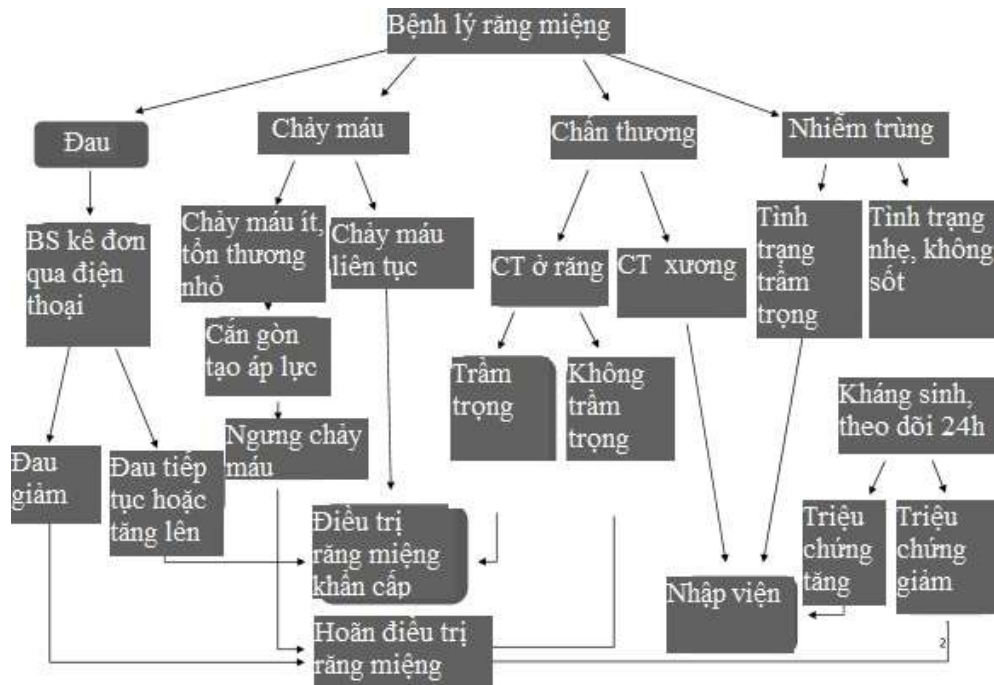 Bệnh lý răng miệng
Đau
Chảy máu
Chấn thương
Nhiễm trùng
BS kê đơn
qua điện
thoại
Chảy máu ít,
tổn thương
nhỏ
Chảy máu
liên tục
CT ở răng
CT xương
Tình
trạng
trầm
trọng
Tình trạng
nhẹ, không
sốt
Cắn gòn
tạo áp lực
Trầm
trọng
Không
trầm
trọng
Kháng sinh,
theo dõi 24h
Đau
giảm
Đau tiếp
tục hoặc
tăng lên
Ngưng chảy
máu
Điều trị
răng miệng
khẩn cấp
Nhập viện
Triệu
chứng
tăng
Triệu
chứng
giảm
Hoãn điều trị
răng miệng
2